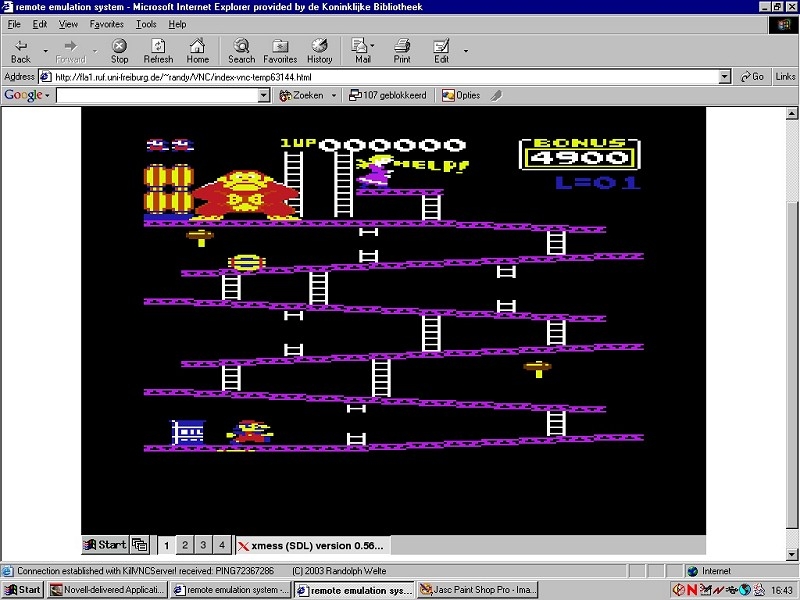 remote emulation system - Microsoft Internet Explorer provided by de Koninklijke Bibliotheek
File Edit View Favorites Tools Help
Back Forward Stop Refresh Home Search Favorites History Mail Print Edit
Address http://fla1.ruf.uni-freiburg.de/~randy/VNC/index-vnc-temp63144.html Go Links
Google Zoeken 107 geblokkeerd Opties
1UP 000000 BONUS
HELP! 4900
L=01
Start 1 2 3 4 X xmess (SDL) version 0.56...
Connection established with KillVNCServer! received: PING72367286 (C) 2003 Randolph Welte Internet
Start Novell-delivered Applicati... remote emulation system -... remote emulation sys... Jasc Paint Shop Pro - Ima... 16:43